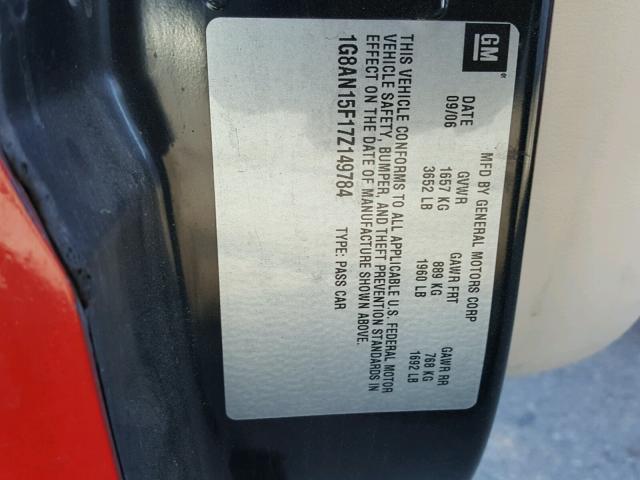 GM
MFD BY GENERAL MOTORS CORP
DATE GVWR GAWR FRT GAWR RR
09/06 1657 KG 889 KG 768 KG
3652 LB 1960 LB 1692 LB
THIS VEHICLE CONFORMS TO ALL APPLICABLE U.S. FEDERAL MOTOR
VEHICLE SAFETY, BUMPER, AND THEFT PREVENTION STANDARDS IN
EFFECT ON THE DATE OF MANUFACTURE SHOWN ABOVE.
1G8AN15F17Z149784 TYPE: PASS CAR